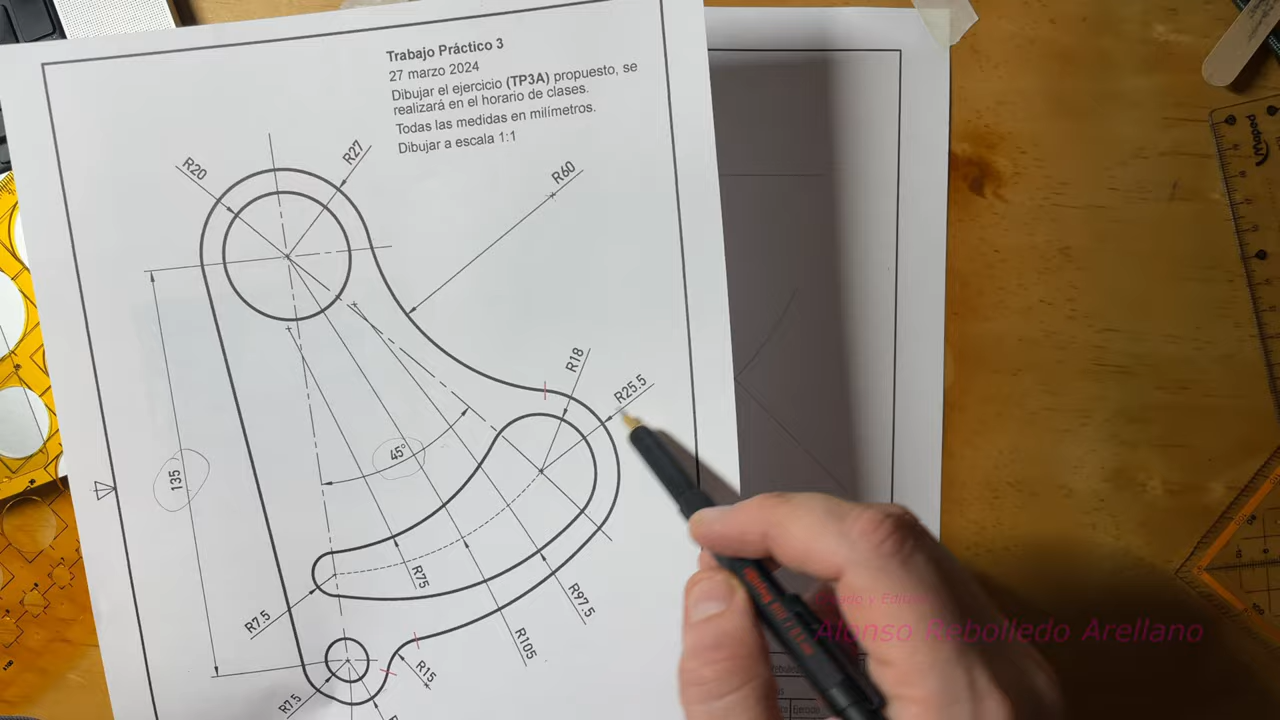 Trabajo Práctico 3
27 marzo 2024
Dibujar el ejercicio (TP3A) propuesto, se
realizará en el horario de clases.
Todas las medidas en milímetros.
Dibujar a escala 1:1
R20
R27
R60
R18
R25.5
45°
135
R75
R7.5
R97.5
R105
R15
R7.5
Maped
Alonso Rebolledo Arellano